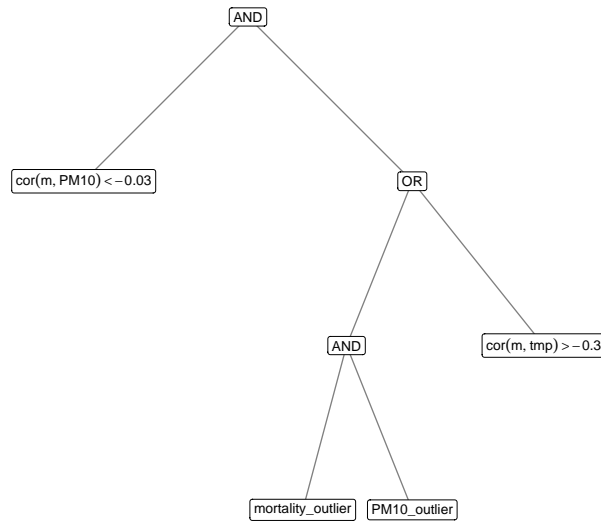 AND
cor(m, PM10) < −0.03
OR
AND
cor(m, tmp) > −0.3
mortality_outlier
PM10_outlier